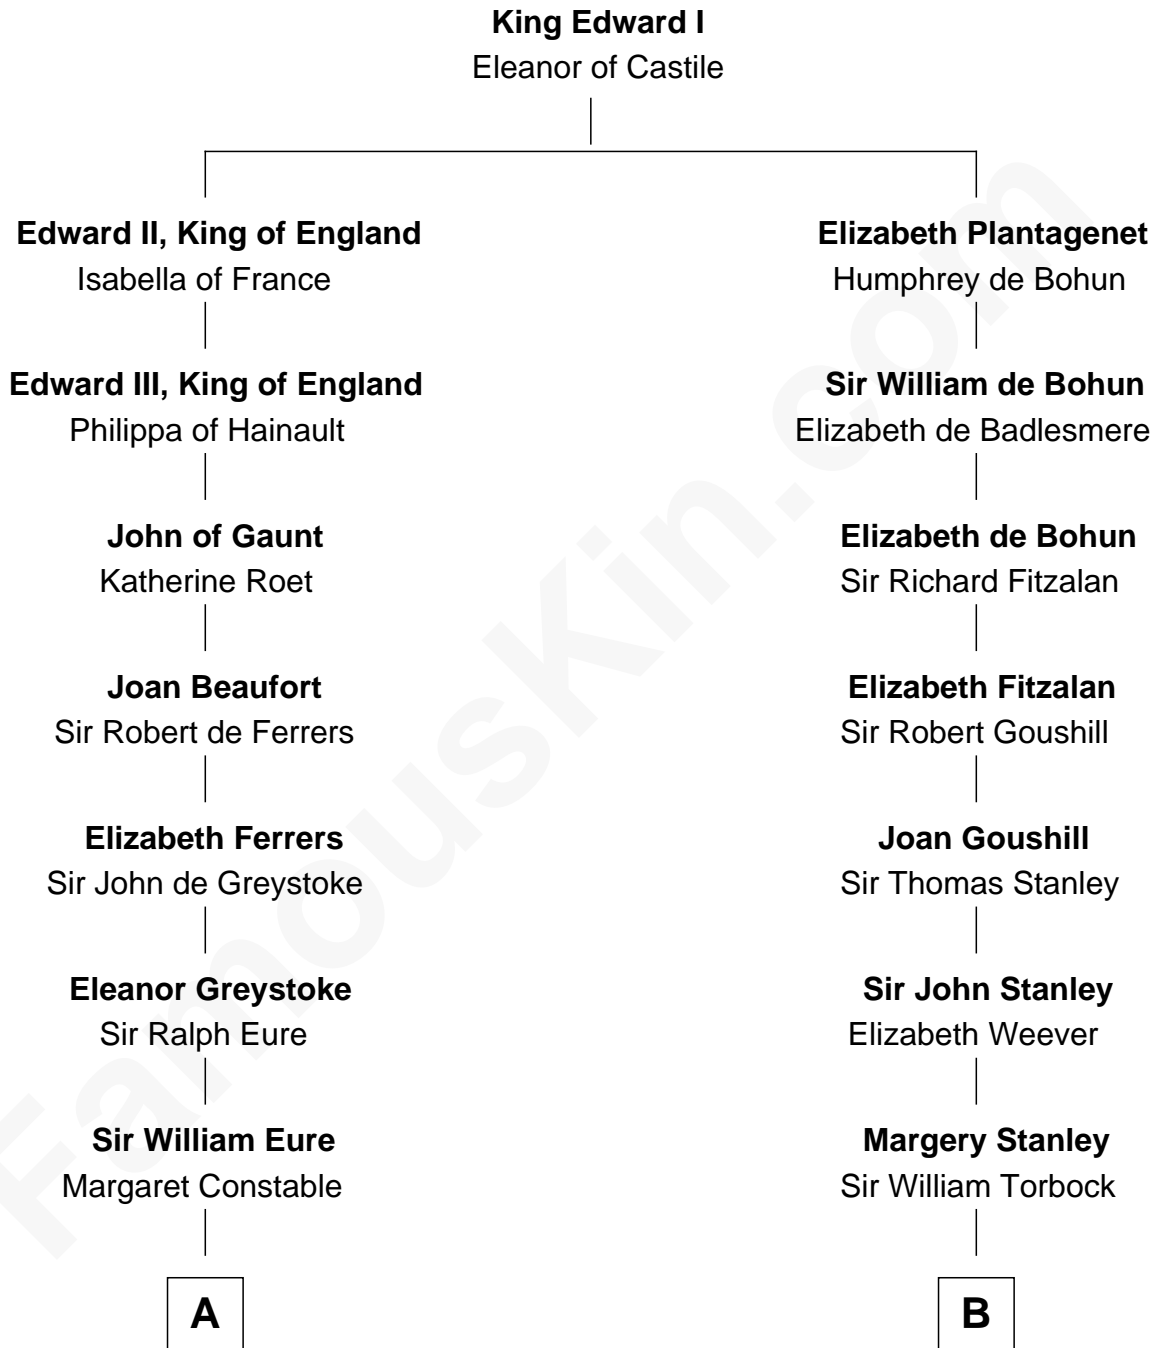 King Edward I
Eleanor of Castile
Edward II, King of England
Isabella of France
Edward III, King of England
Philippa of Hainault
John of Gaunt
Katherine Roet
Joan Beaufort
Sir Robert de Ferrers
Elizabeth Ferrers
Sir John de Greystoke
Eleanor Greystoke
Sir Ralph Eure
Sir William Eure
Margaret Constable
A
Elizabeth Plantagenet
Humphrey de Bohun
Sir William de Bohun
Elizabeth de Badlesmere
Elizabeth de Bohun
Sir Richard Fitzalan
Elizabeth Fitzalan
Sir Robert Goushill
Joan Goushill
Sir Thomas Stanley
Sir John Stanley
Elizabeth Weever
Margery Stanley
Sir William Torbock
B
FamousKin.com